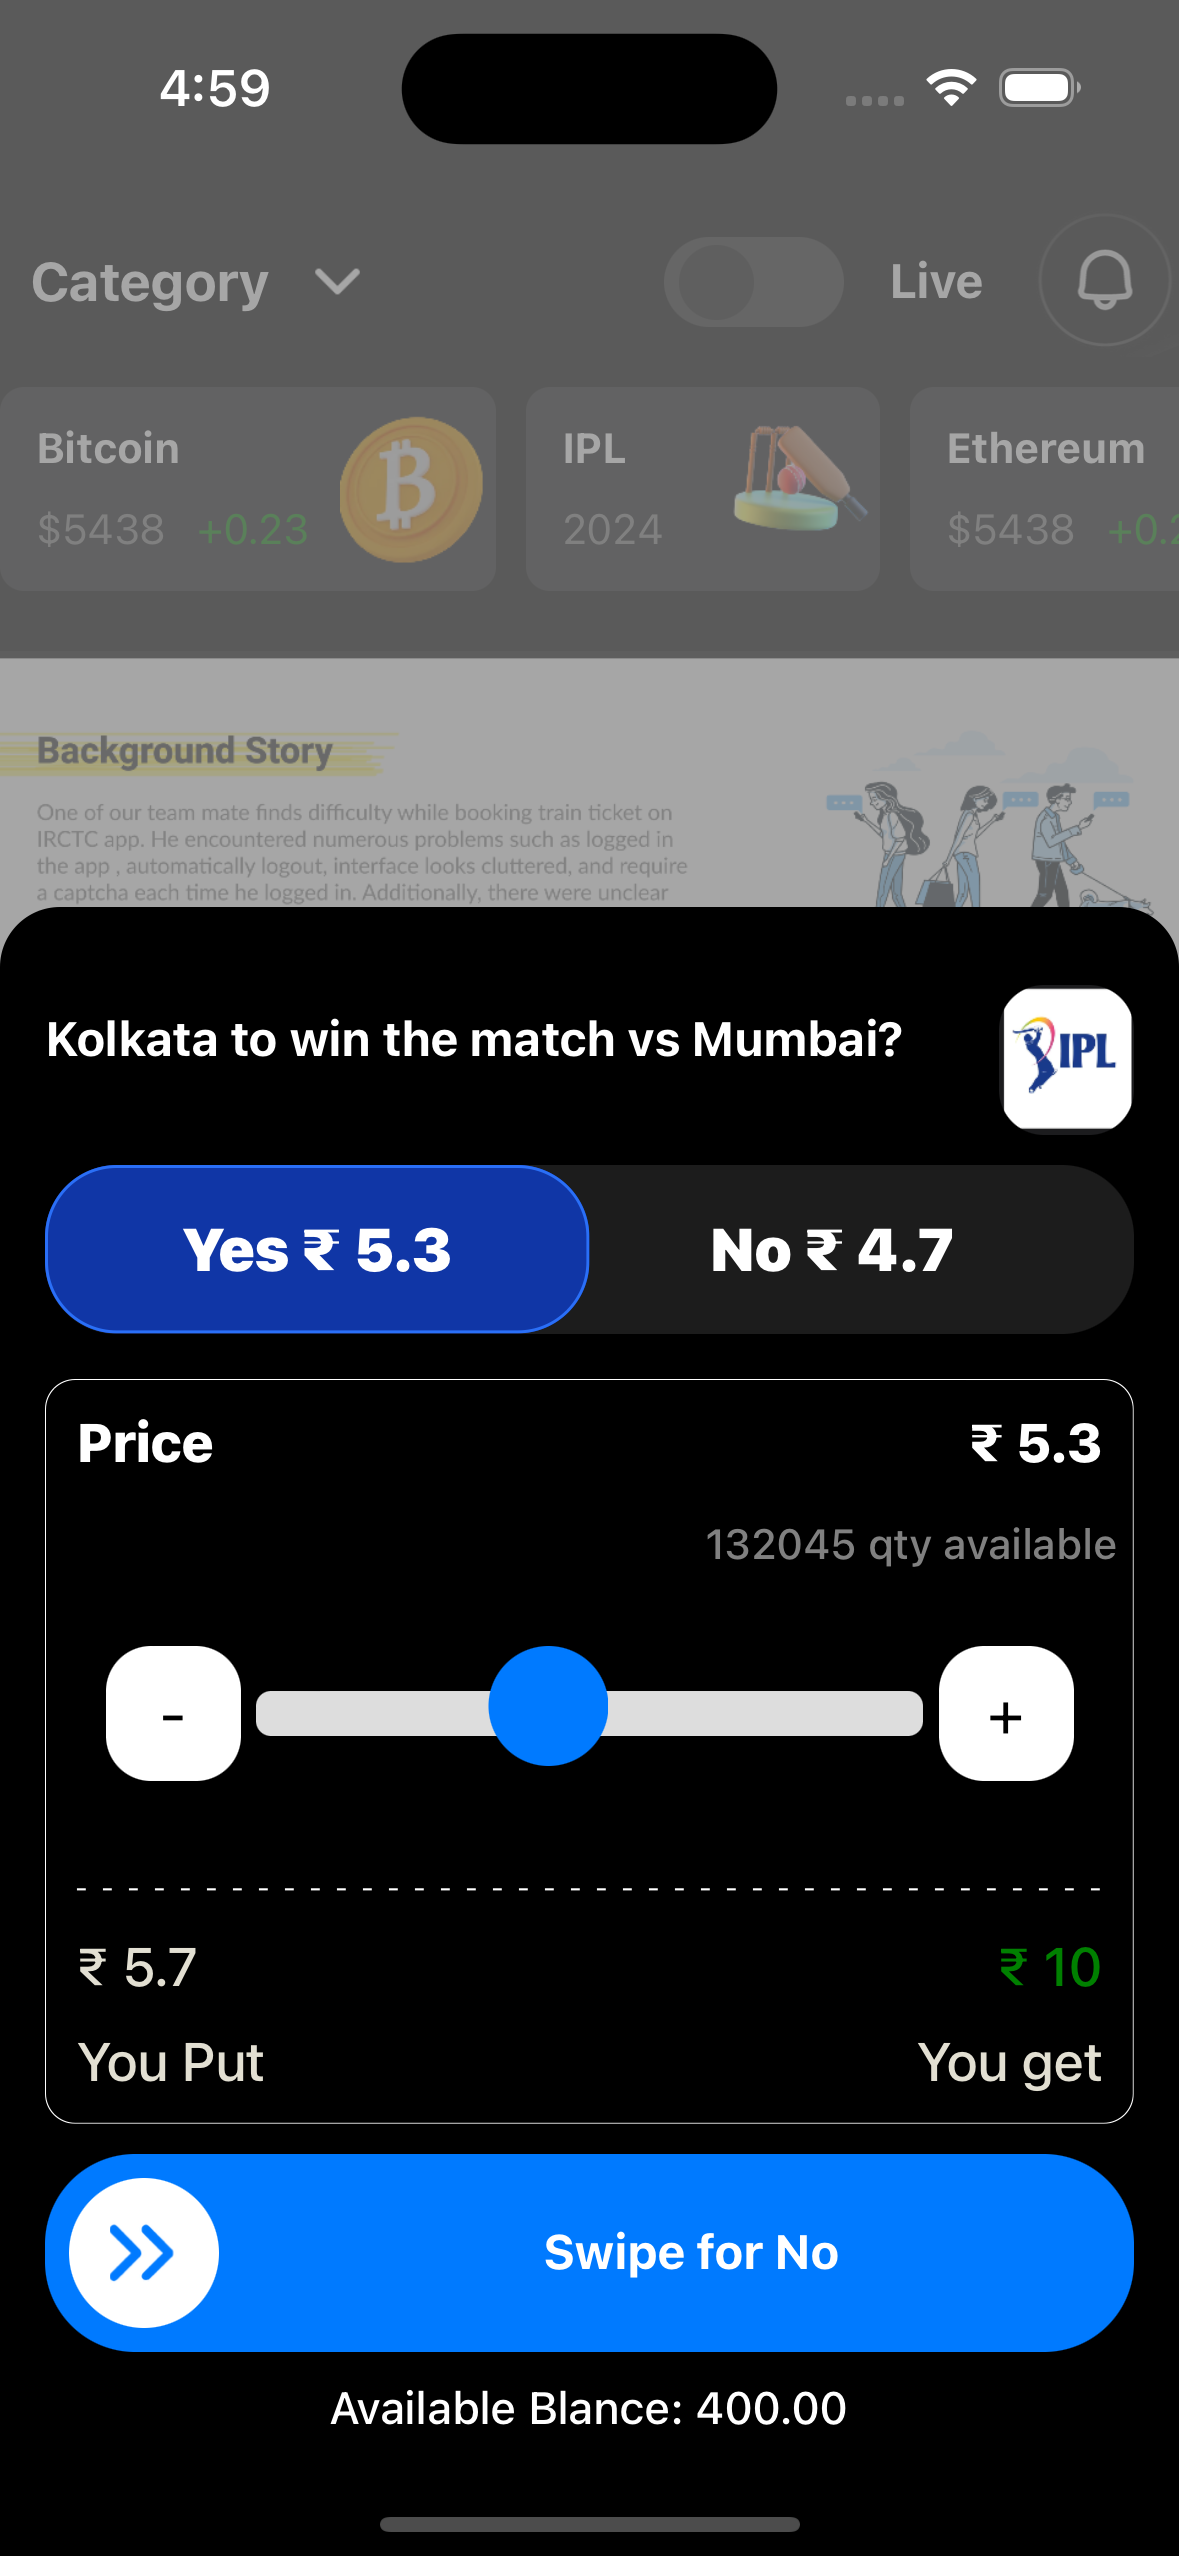 4:59
Category
Live
Bitcoin
$5438 +0.23
IPL
2024
Ethereum
$5438
Background Story
One of our team mate finds difficulty while booking train ticket on
IRCTC app. He encountered numerous problems such as logged in
the app , automatically logout, interface looks cluttered, and require
a captcha each time he logged in. Additionally, there were unclear
Kolkata to win the match vs Mumbai?
IPL
Yes ₹ 5.3
No ₹ 4.7
Price
₹ 5.3
132045 qty available
-
+
₹ 5.7
₹ 10
You Put
You get
Swipe for No
Available Blance: 400.00